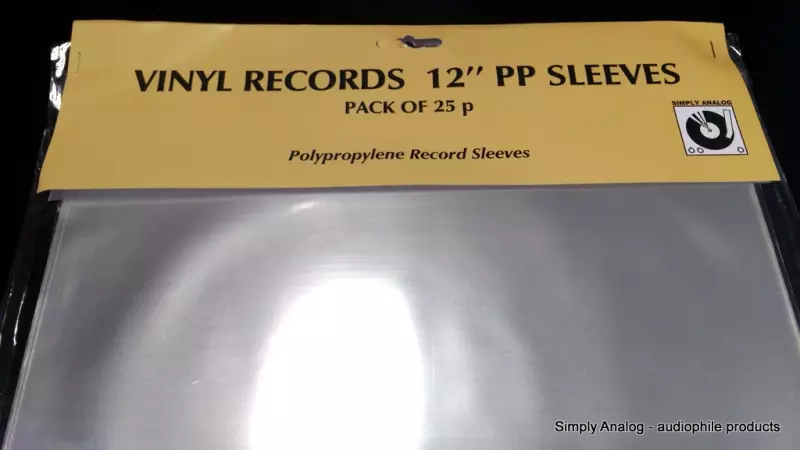 VINYL RECORDS 12" PP SLEEVES
PACK OF 25 p
SIMPLY ANALOG
Polypropylene Record Sleeves
Simply Analog - audiophile products